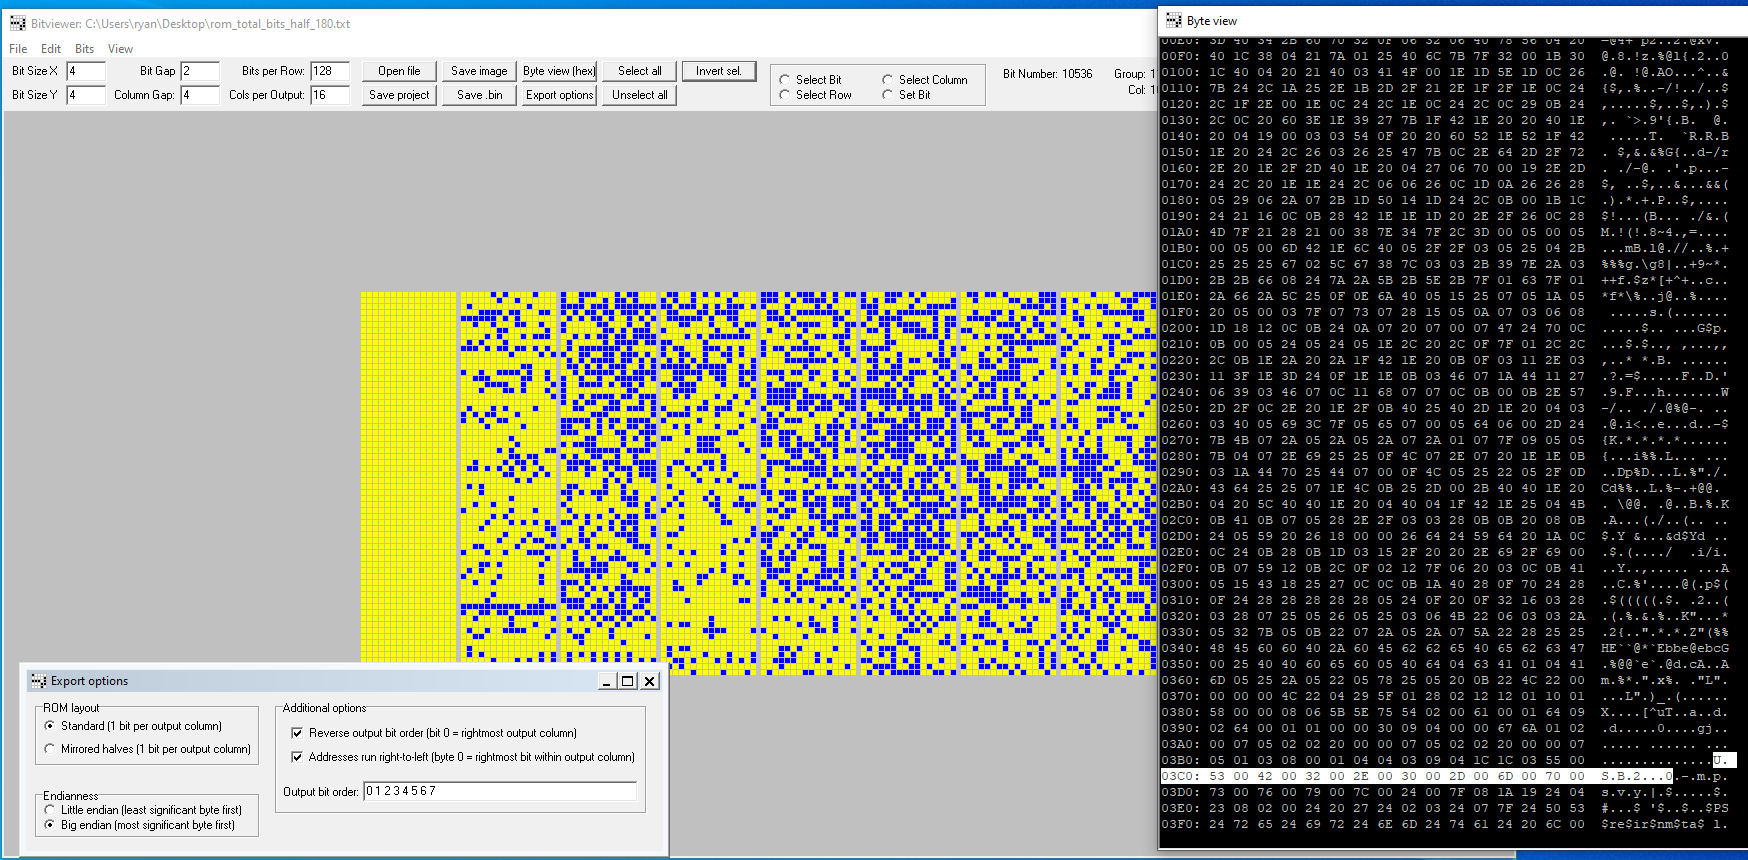 Bitviewer: C:\Users\ryan\Desktop\rom_total_bits_half_180.txt
File Edit Bits View
Bit Size X 4 Bit Gap 2 Bits per Row: 128 Open file Save image Byte view (hex) Select all Invert sel.
Bit Size Y 4 Column Gap: 4 Cols per Output: 16 Save project Save .bin Export options Unselect all
Select Bit Select Column
Select Row Set Bit
Bit Number: 10536 Group: 1
Col: 1
Export options
ROM layout
Standard (1 bit per output column)
Mirrored halves (1 bit per output column)
Endianness
Little endian (least significant byte first)
Big endian (most significant byte first)
Additional options
Reverse output bit order (bit 0 = rightmost output column)
Addresses run right-to-left (byte 0 = rightmost bit within output column)
Output bit order: 0 1 2 3 4 5 6 7
Byte view
00E0: 3D 40 34 2B 60 70 32 0F 06 32 06 40 78 56 04 20
00F0: 40 1C 38 04 21 7A 01 25 40 6C 7B 7F 32 00 1B 30
0100: 1C 40 04 20 21 40 03 41 4F 00 1E 1D 5E 1D 0C 26
0110: 7B 24 2C 1A 25 2E 1B 2D 2F 21 2E 1F 2F 1E 0C 24
0120: 2C 1F 2E 00 1E 0C 24 2C 1E 0C 24 2C 0C 29 0B 24
0130: 2C 0C 20 60 3E 1E 39 27 7B 1F 42 1E 20 20 40 1E
0140: 20 04 19 00 03 03 54 0F 20 20 60 52 1E 52 1F 42
0150: 1E 20 24 2C 26 03 26 25 47 7B 0C 2E 64 2D 2F 72
0160: 2E 20 1E 2F 2D 40 1E 20 04 27 06 70 00 19 2E 2D
0170: 24 2C 20 1E 1E 24 2C 06 06 26 0C 1D 0A 26 26 28
0180: 05 29 06 2A 07 2B 1D 50 14 1D 24 2C 0B 00 1B 1C
0190: 24 21 16 0C 0B 28 42 1E 1E 1D 20 2E 2F 26 0C 28
01A0: 4D 7F 21 28 21 00 38 7E 34 7F 2C 3D 00 05 00 05
01B0: 00 05 00 6D 42 1E 6C 40 05 2F 2F 03 05 25 04 2B
01C0: 25 25 25 67 02 5C 67 38 7C 03 03 2B 39 7E 2A 03
01D0: 2B 2B 66 08 24 7A 2A 5B 2B 5E 2B 7F 01 63 7F 01
01E0: 2A 66 2A 5C 25 0F 0E 6A 40 05 15 25 07 05 1A 05
01F0: 20 05 00 03 7F 07 73 07 28 15 05 0A 07 03 06 08
0200: 1D 18 12 0C 0B 24 0A 07 20 07 00 07 47 24 70 0C
0210: 0B 00 05 24 05 24 05 1E 2C 20 2C 0F 7F 01 2C 2C
0220: 2C 0B 1E 2A 20 2A 1F 42 1E 20 0B 0F 03 11 2E 03
0230: 11 3F 1E 3D 24 0F 1E 1E 0B 03 46 07 1A 44 11 27
0240: 06 39 03 46 07 0C 11 68 07 07 0C 0B 00 0B 2E 57
0250: 2D 2F 0C 2E 20 1E 2F 0B 40 25 40 2D 1E 20 04 03
0260: 03 40 05 69 3C 7F 05 65 07 00 05 64 06 00 2D 24
0270: 7B 4B 07 2A 05 2A 05 2A 07 2A 01 07 7F 09 05 05
0280: 7B 04 07 2E 69 25 25 0F 4C 07 2E 07 20 1E 1E 0B
0290: 03 1A 44 70 25 44 07 00 0F 4C 05 25 22 05 2F 0D
02A0: 43 64 25 25 07 1E 4C 0B 25 2D 00 2B 40 40 1E 20
02B0: 04 20 5C 40 40 1E 20 04 40 04 1F 42 1E 25 04 4B
02C0: 0B 41 0B 07 05 28 2E 2F 03 03 28 0B 0B 20 08 0B
02D0: 24 05 59 20 26 18 00 00 26 64 24 59 64 20 1A 0C
02E0: 0C 24 0B 28 0B 1D 03 15 2F 20 20 2E 69 2F 69 00
02F0: 0B 07 59 12 0B 2C 0F 02 12 7F 06 20 03 0C 0B 41
0300: 05 15 43 18 25 27 0C 0C 0B 1A 40 28 0F 70 24 28
0310: 0F 24 28 28 28 28 28 05 24 0F 20 0F 32 16 03 28
0320: 03 28 07 25 05 26 05 25 03 06 4B 22 06 03 03 2A
0330: 05 32 7B 05 0B 22 07 2A 05 2A 07 5A 22 28 25 25
0340: 48 45 60 60 40 2A 60 45 62 62 65 40 65 62 63 47
0350: 00 25 40 40 60 65 60 05 40 64 04 63 41 01 04 41
0360: 6D 05 25 2A 05 22 05 78 25 05 20 0B 22 4C 22 00
0370: 00 00 00 4C 22 04 29 5F 01 28 02 12 12 01 10 01
0380: 58 00 00 08 06 5B 5E 75 54 02 00 61 00 01 64 09
0390: 02 64 00 01 01 00 00 30 09 04 00 00 67 6A 01 02
03A0: 00 07 05 02 02 20 00 00 07 05 02 02 20 00 00 07
03B0: 05 01 03 08 00 01 04 04 03 09 04 1C 1C 03 55 00
03C0: 53 00 42 00 32 00 2E 00 30 00 2D 00 6D 00 70 00 S.B.2...0.-.m.p.
03D0: 73 00 76 00 79 00 7C 00 24 00 7F 08 1A 19 24 04 s.v.y.|.$.....$.
03E0: 23 08 02 00 24 20 27 24 02 03 24 07 7F 24 50 53 #...$ '$..$..$PS
03F0: 24 72 65 24 69 72 24 6E 6D 24 74 61 24 20 6C 00 $re$ir$nm$ta$ l.